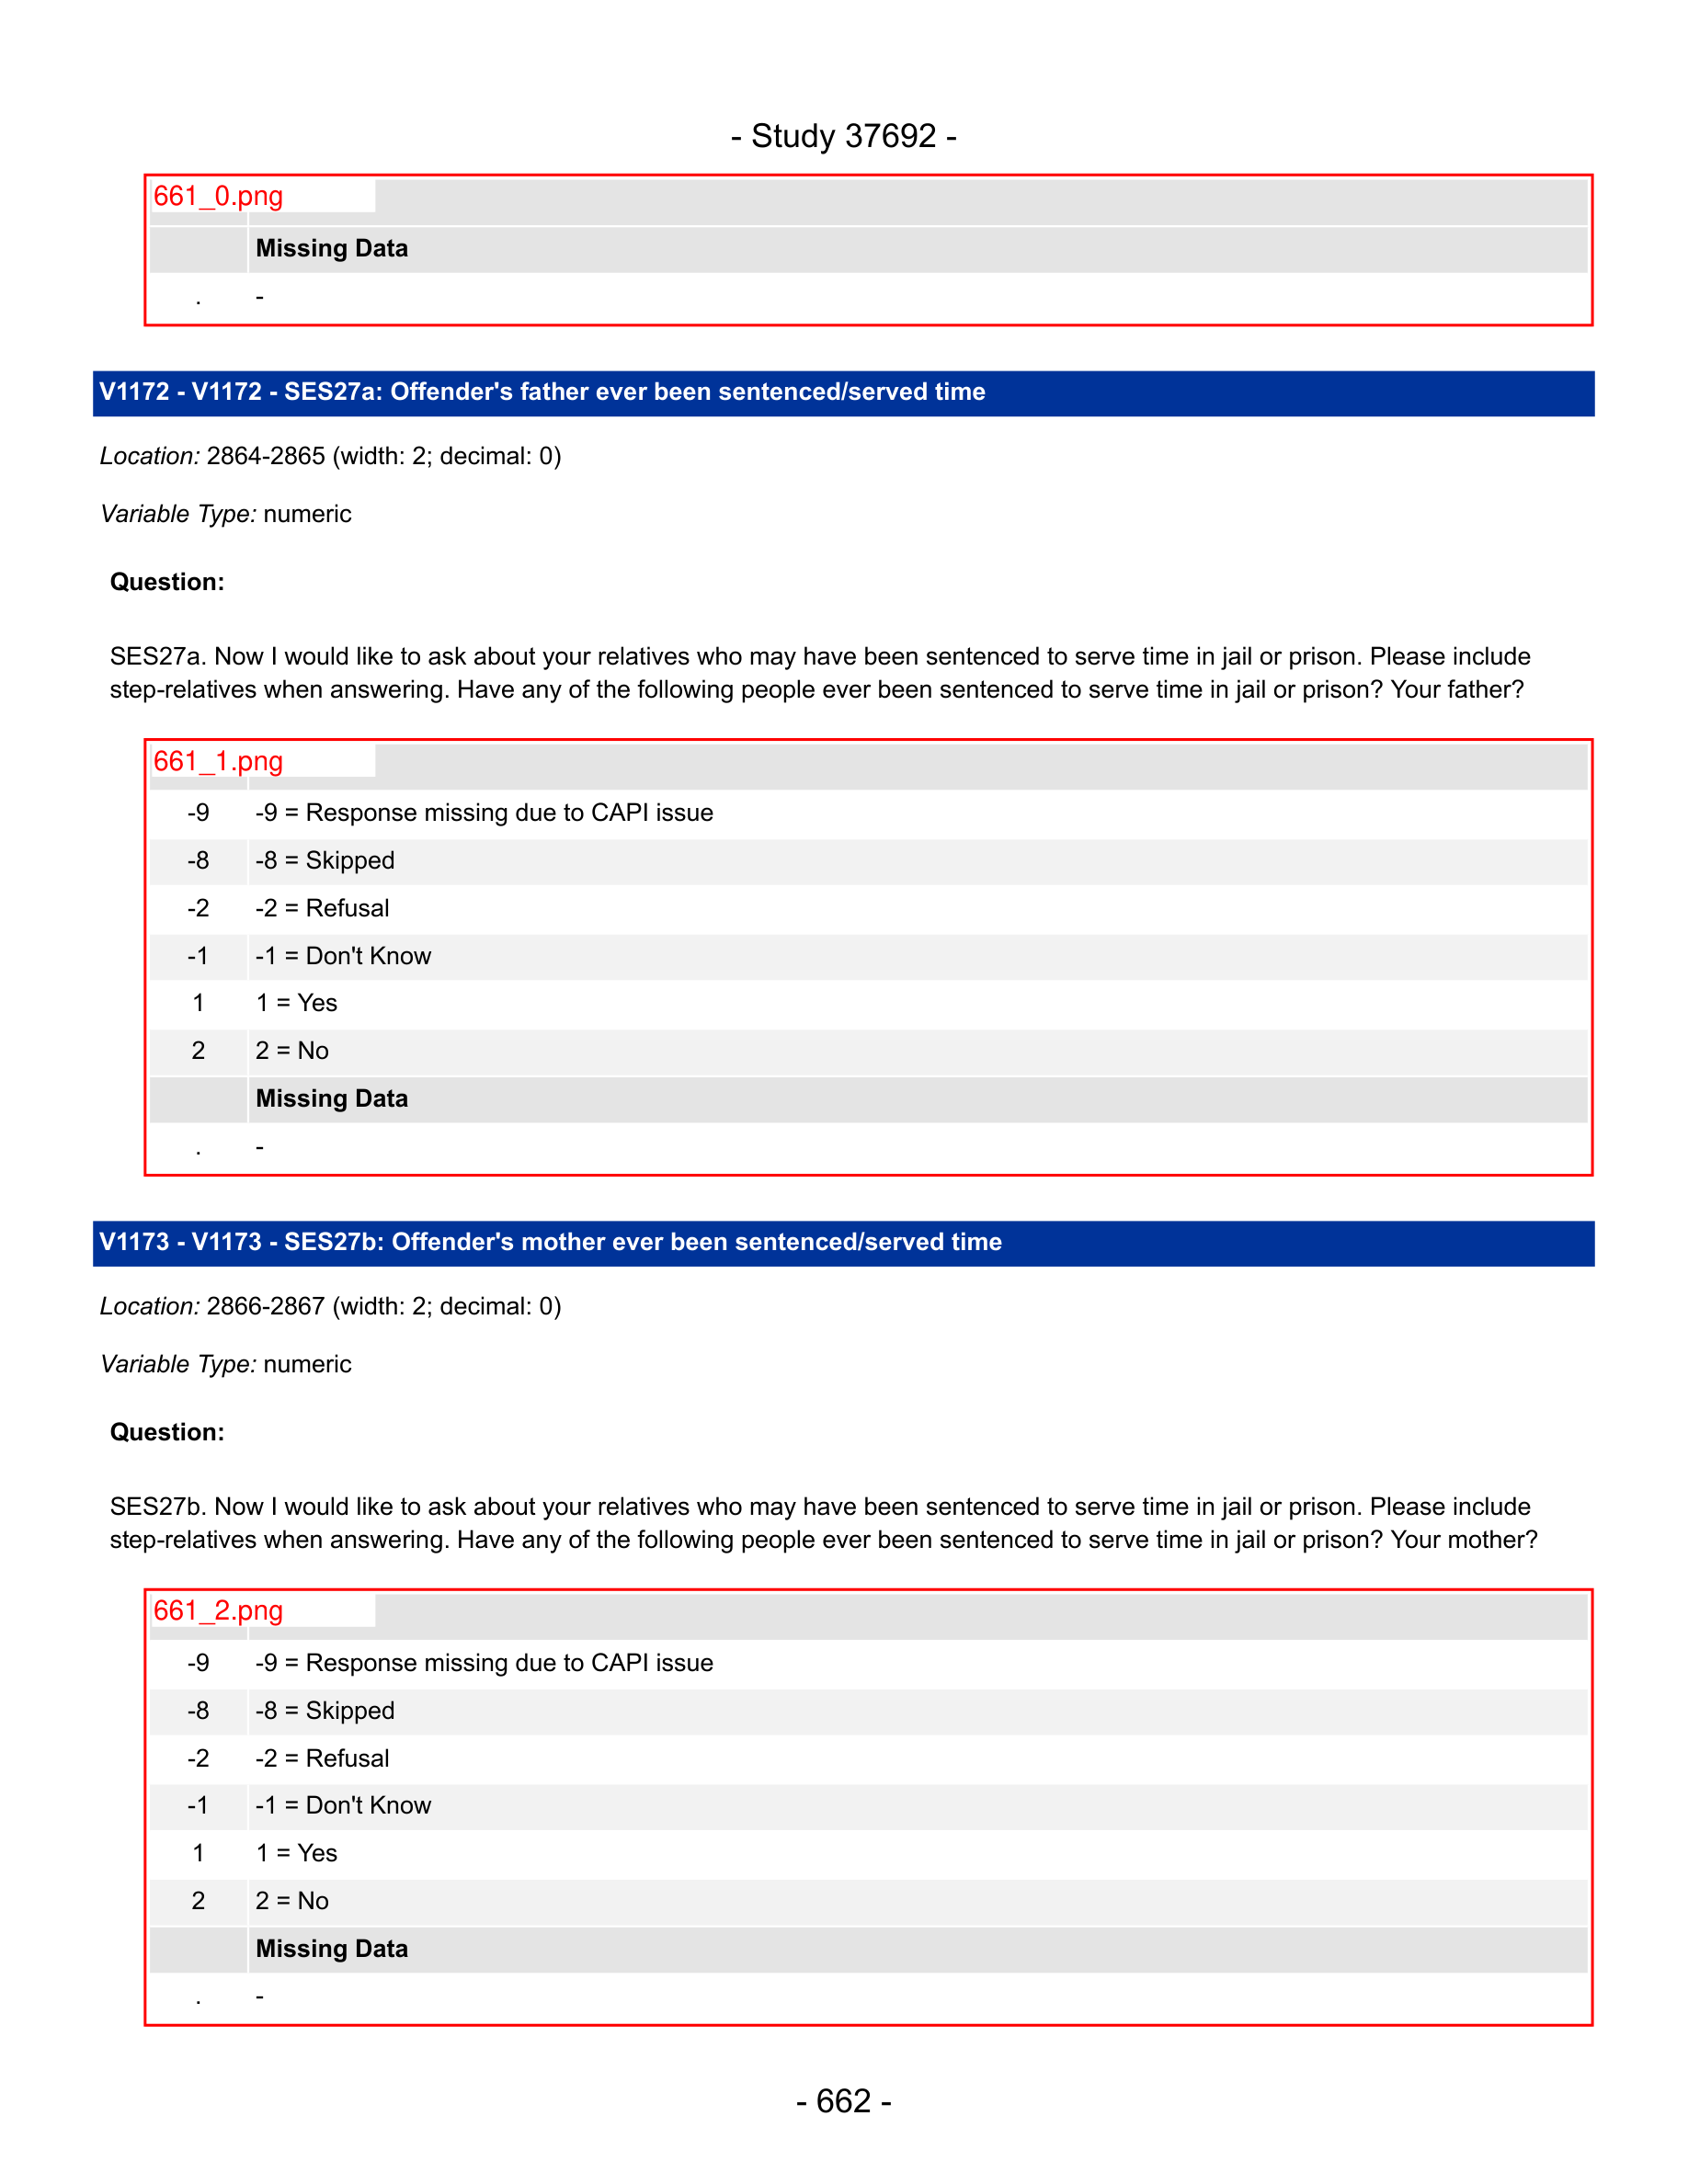 - Study 37692 -
661_0.png
Missing Data
. -
V1172 - V1172 - SES27a: Offender's father ever been sentenced/served time
Location: 2864-2865 (width: 2; decimal: 0)
Variable Type: numeric
Question:
SES27a. Now I would like to ask about your relatives who may have been sentenced to serve time in jail or prison. Please include
step-relatives when answering. Have any of the following people ever been sentenced to serve time in jail or prison? Your father?
661_1.png
-9 -9 = Response missing due to CAPI issue
-8 -8 = Skipped
-2 -2 = Refusal
-1 -1 = Don't Know
1 1 = Yes
2 2 = No
Missing Data
. -
V1173 - V1173 - SES27b: Offender's mother ever been sentenced/served time
Location: 2866-2867 (width: 2; decimal: 0)
Variable Type: numeric
Question:
SES27b. Now I would like to ask about your relatives who may have been sentenced to serve time in jail or prison. Please include
step-relatives when answering. Have any of the following people ever been sentenced to serve time in jail or prison? Your mother?
661_2.png
-9 -9 = Response missing due to CAPI issue
-8 -8 = Skipped
-2 -2 = Refusal
-1 -1 = Don't Know
1 1 = Yes
2 2 = No
Missing Data
. -
- 662 -